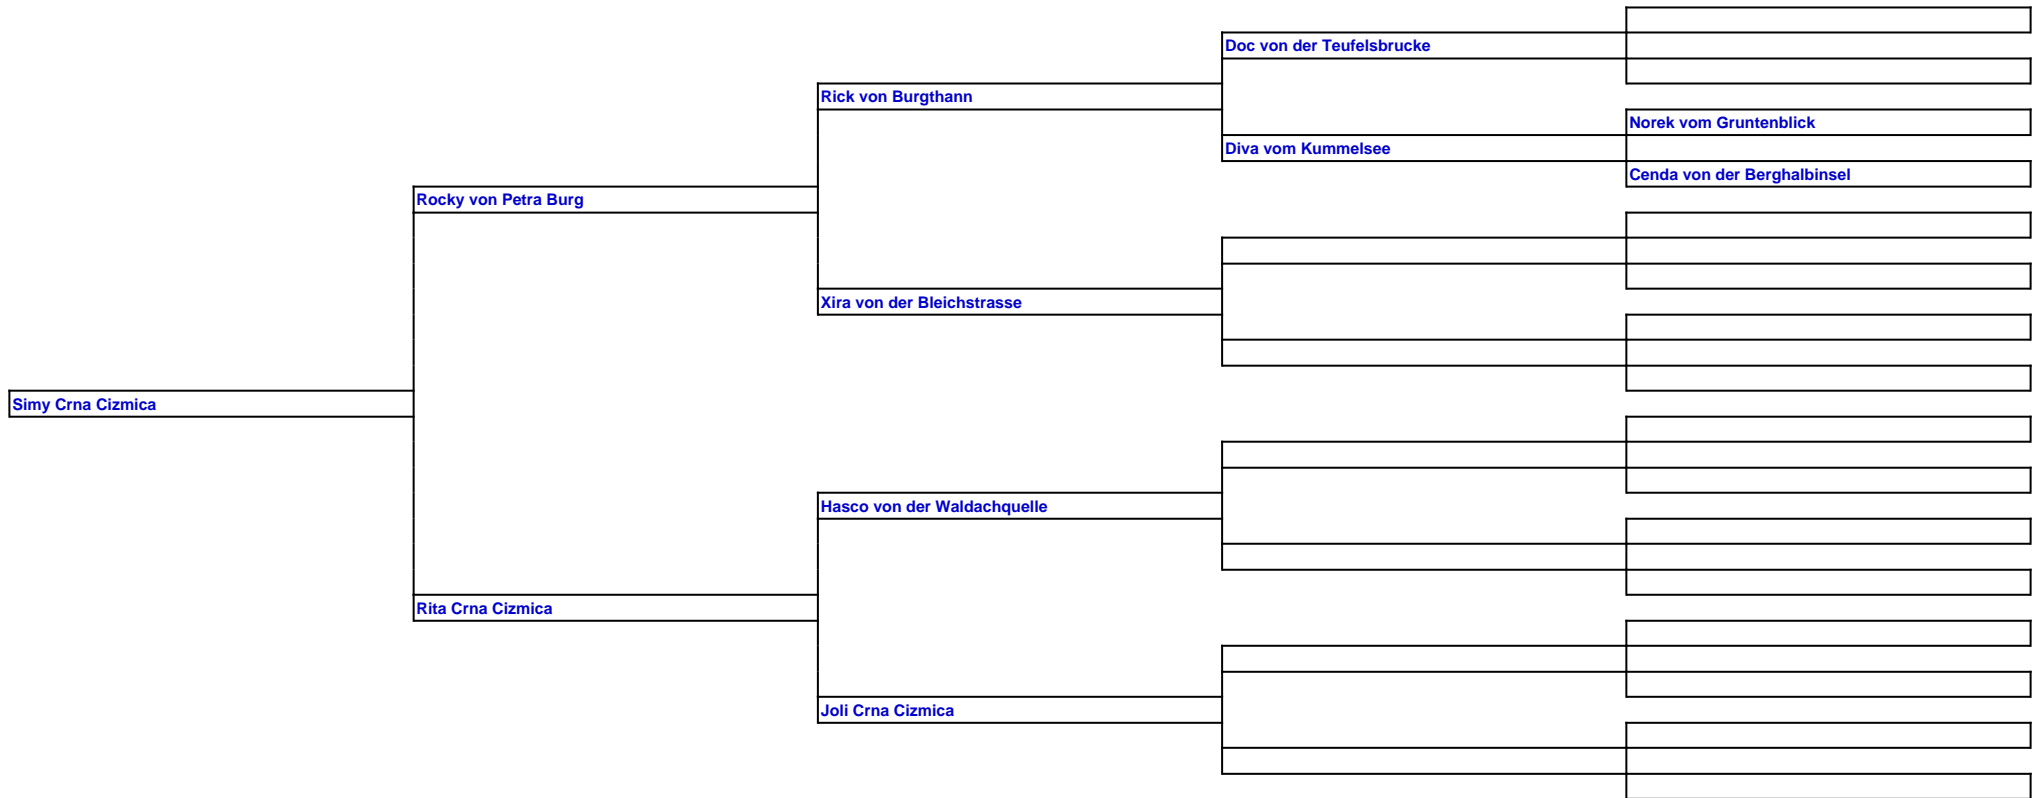 Doc von der Teufelsbrucke
Rick von Burgthann
Norek vom Gruntenblick
Diva vom Kummelsee
Cenda von der Berghalbinsel
Rocky von Petra Burg
Xira von der Bleichstrasse
Simy Crna Cizmica
Hasco von der Waldachquelle
Rita Crna Cizmica
Joli Crna Cizmica